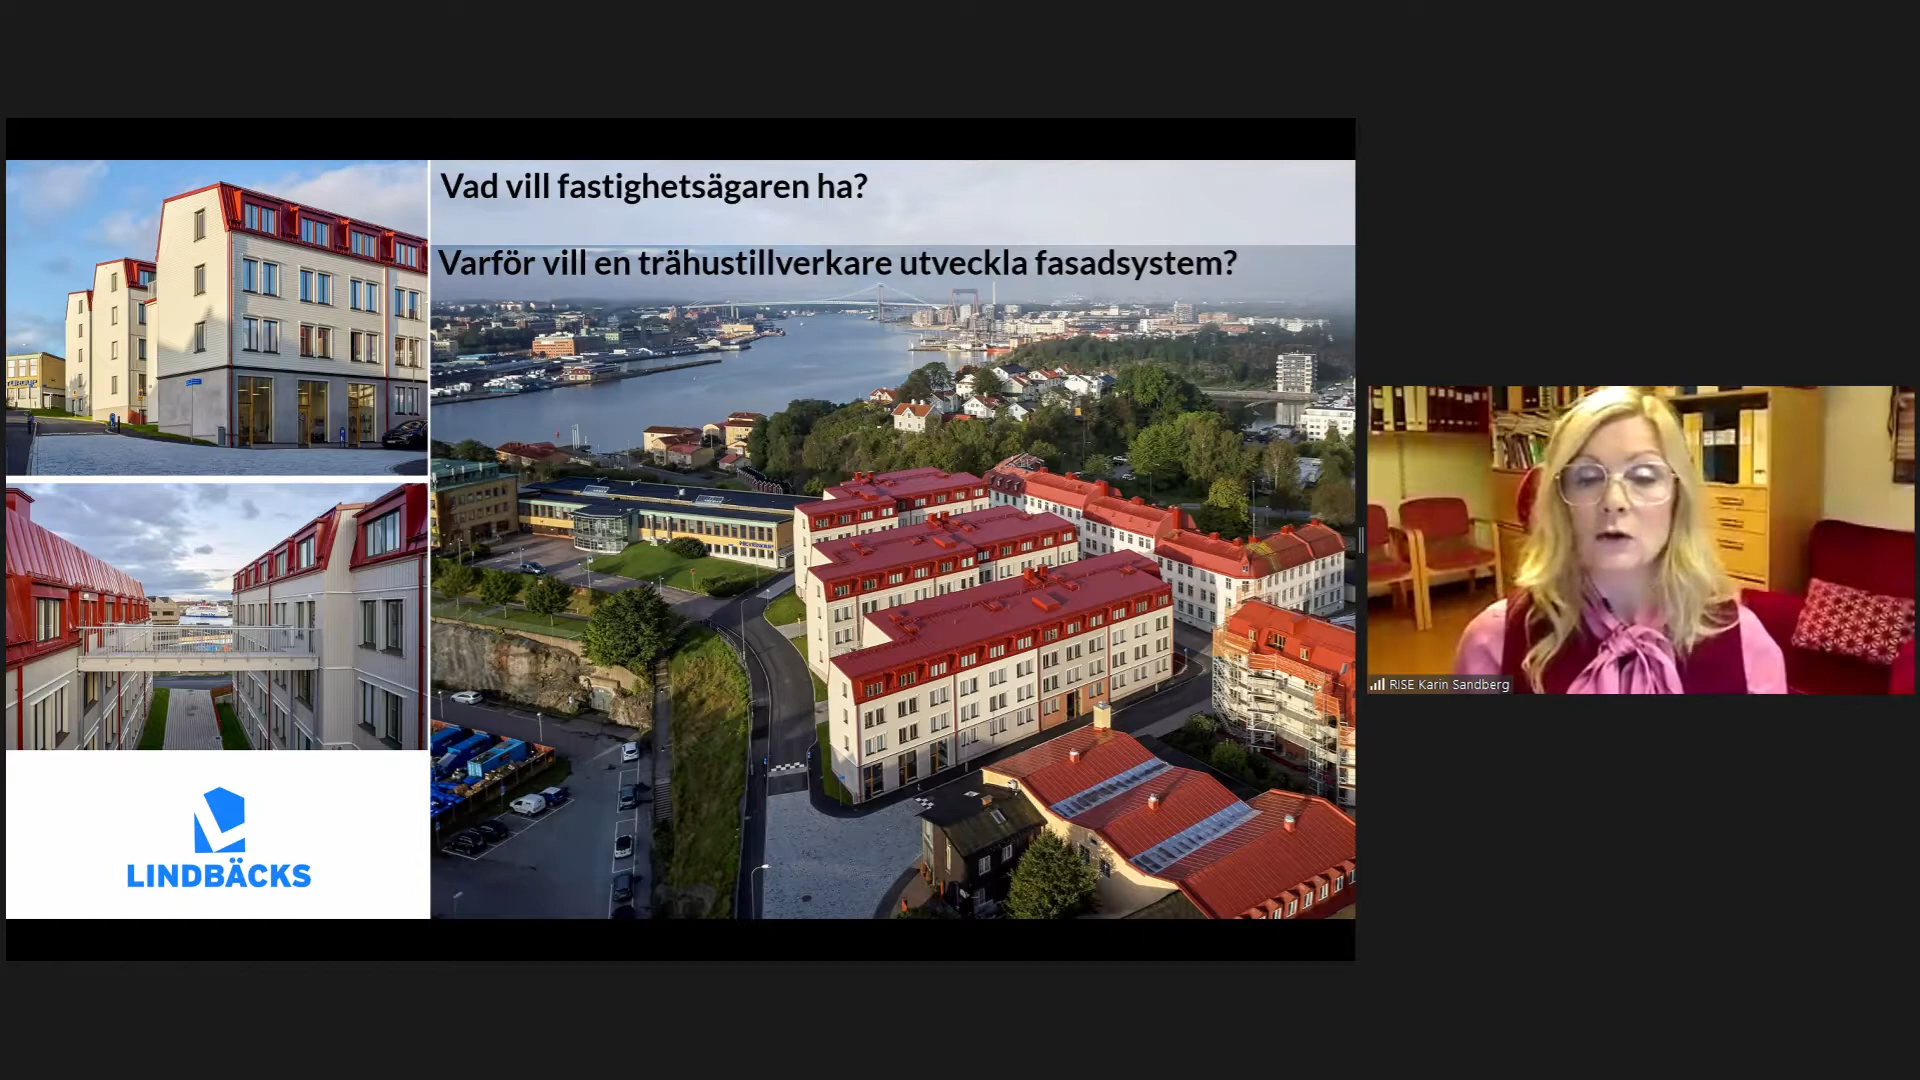 Vad vill fastighetsägaren ha?
Varför vill en trähustillverkare utveckla fasadsystem?
LINDBÄCKS
RISE Karin Sandberg